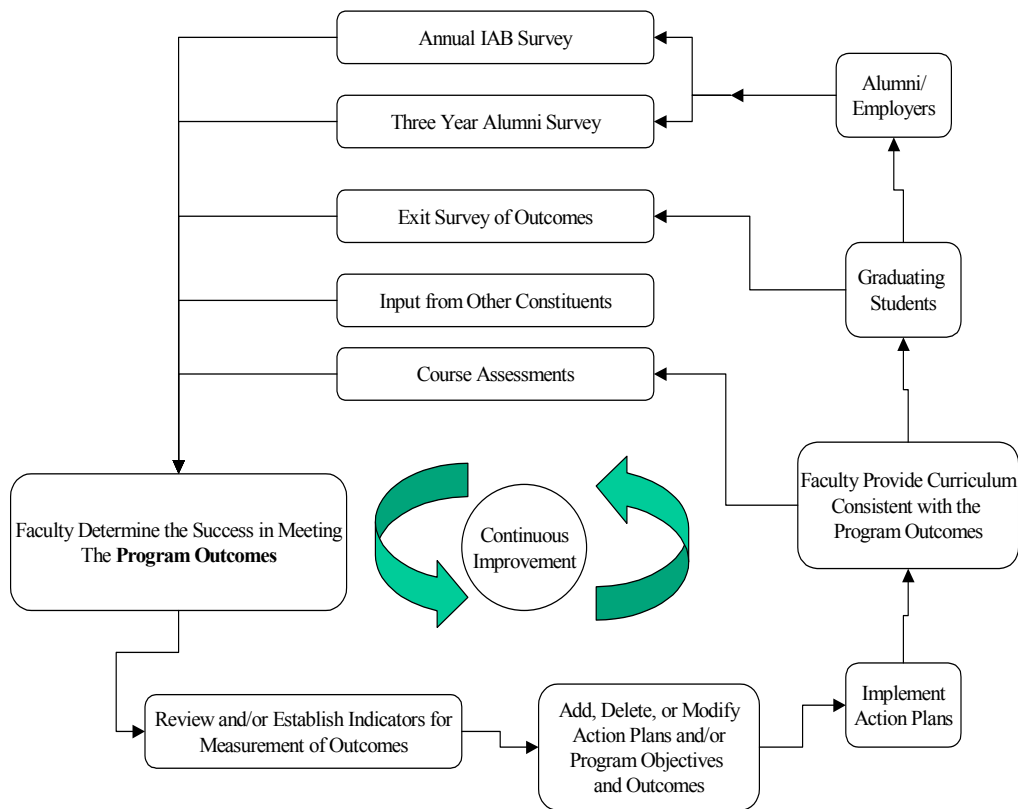 Annual IAB Survey
Alumni/
Employers
Three Year Alumni Survey
Exit Survey of Outcomes
Graduating
Students
Input from Other Constituents
Course Assessments
Faculty Provide Curriculum
Consistent with the
Program Outcomes
Faculty Determine the Success in Meeting
The Program Outcomes
Continuous
Improvement
Implement
Action Plans
Review and/or Establish Indicators for
Measurement of Outcomes
Add, Delete, or Modify
Action Plans and/or
Program Objectives
and Outcomes